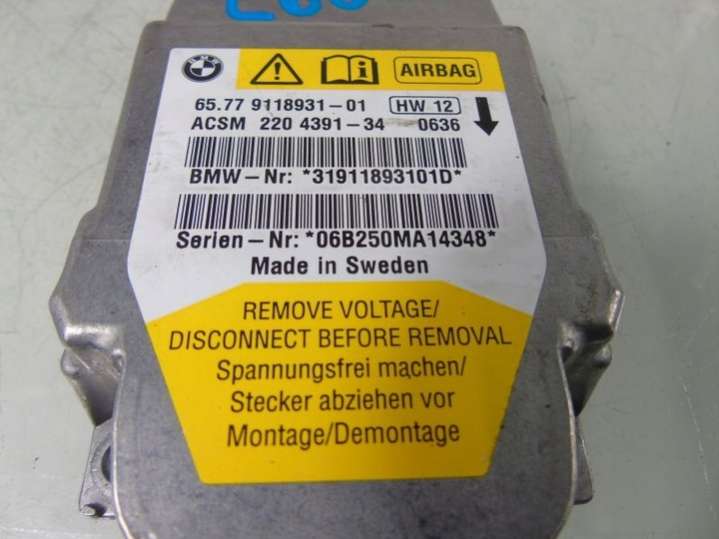 AIRBAG
65.77 9118931-01 HW 12
ACSM 220 4391-34 0636
BMW-Nr: *31911893101D*
Serien-Nr: *06B250MA14348*
Made in Sweden
REMOVE VOLTAGE/
DISCONNECT BEFORE REMOVAL
Spannungsfrei machen/
Stecker abziehen vor
Montage/Demontage